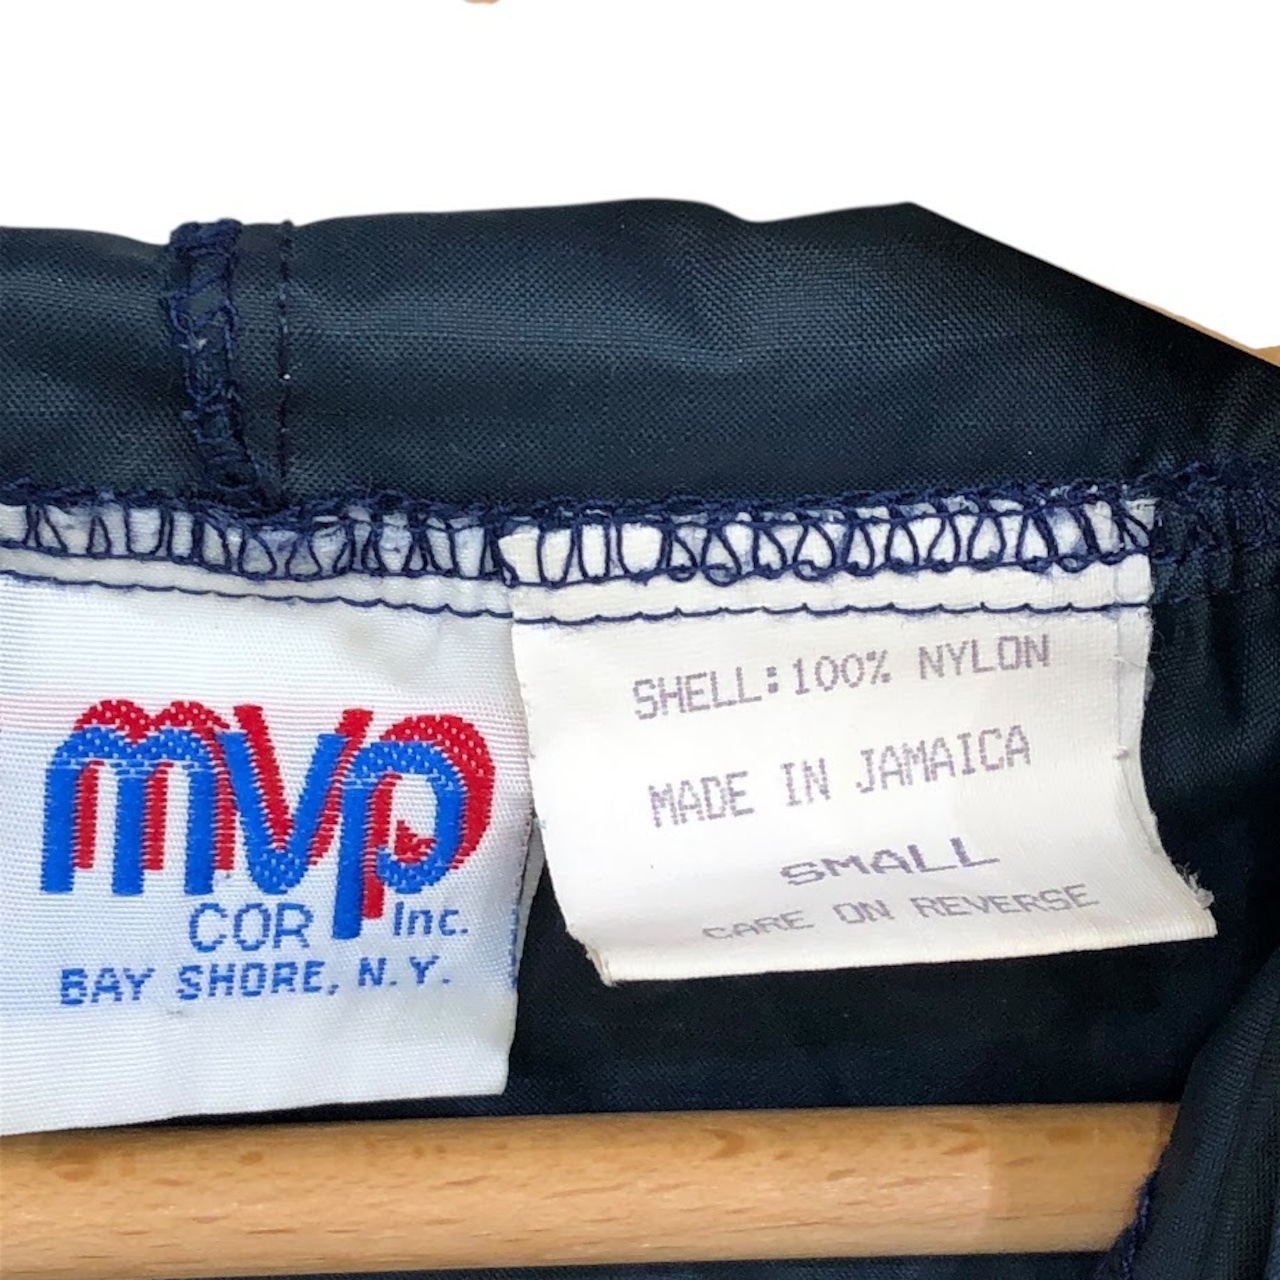 mvp
COR Inc.
BAY SHORE, N.Y.
SHELL:100% NYLON
MADE IN JAMAICA
SMALL
CARE ON REVERSE